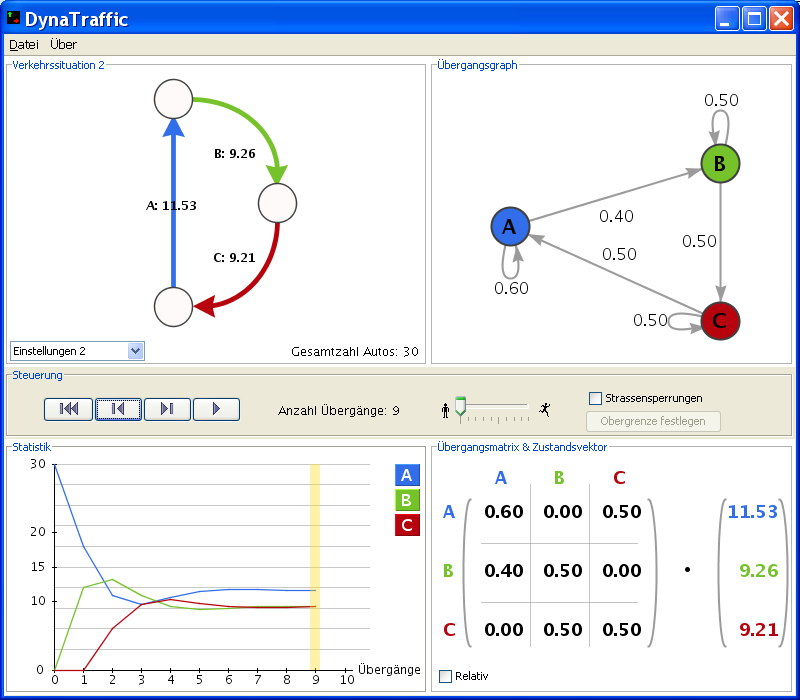 DynaTraffic
Datei Über
Verkehrssituation 2
B: 9.26
A: 11.53
C: 9.21
Einstellungen 2
Gesamtzahl Autos: 30
Übergangsgraph
0.50
B
0.40
A
0.50
0.50
0.60
0.50
C
Steuerung
Anzahl Übergänge: 9
Strassensperrungen
Obergrenze festlegen
Statistik
30
20
15
10
0
0 1 2 3 4 5 6 7 8 9 10
Übergänge
A
B
C
Übergangsmatrix & Zustandsvektor
A B C
A 0.60 0.00 0.50 11.53
B 0.40 0.50 0.00 • 9.26
C 0.00 0.50 0.50 9.21
Relativ